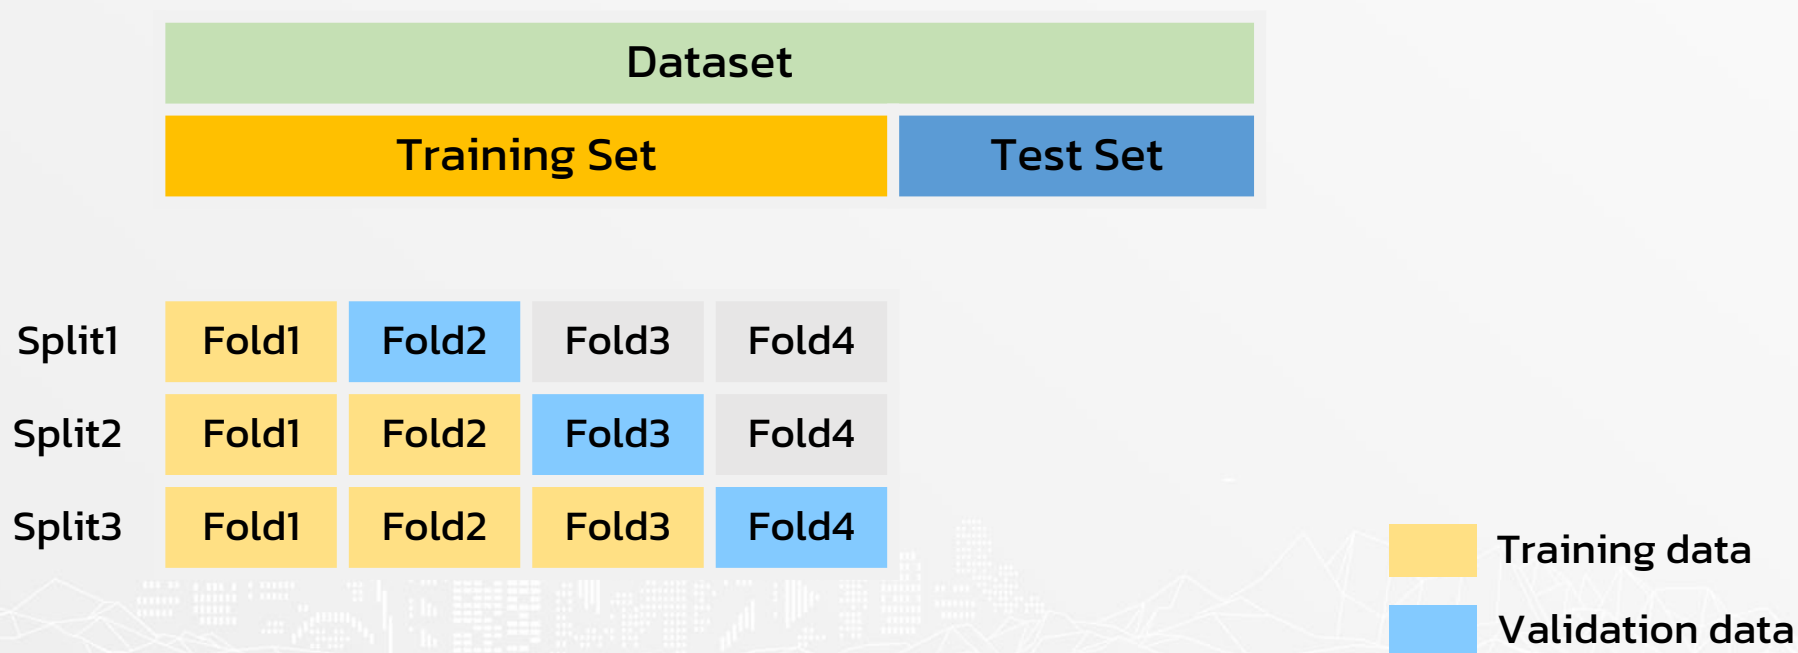 Dataset
Training Set Test Set
Split1 Fold1 Fold2 Fold3 Fold4
Split2 Fold1 Fold2 Fold3 Fold4
Split3 Fold1 Fold2 Fold3 Fold4
Training data
Validation data